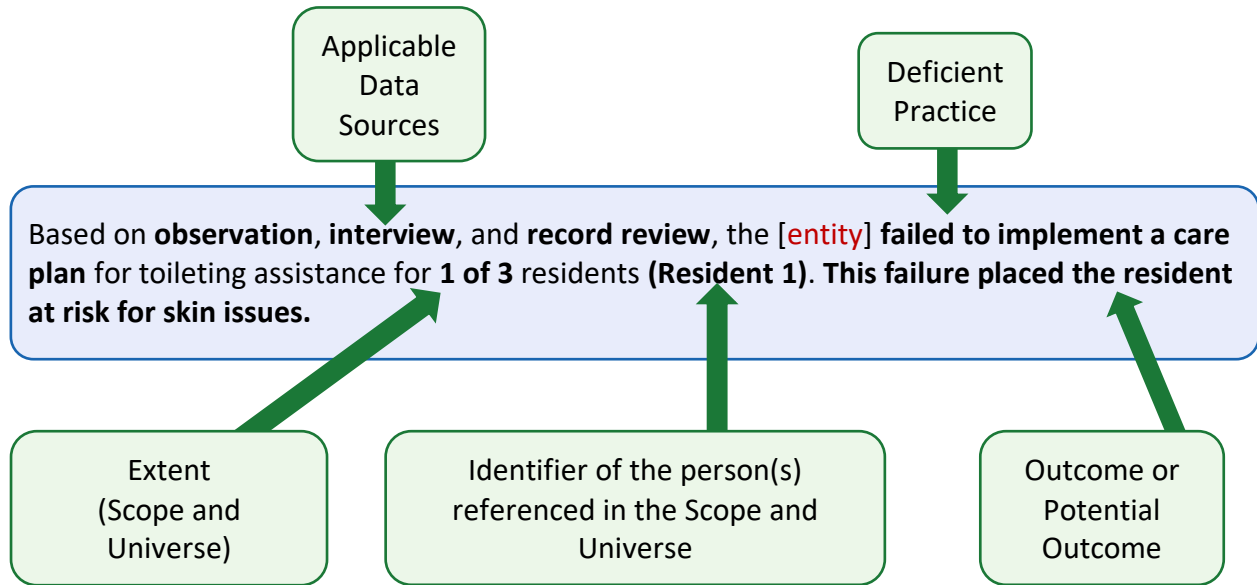 Applicable
Data
Sources
Deficient
Practice
Based on observation, interview, and record review, the [entity] failed to implement a care
plan for toileting assistance for 1 of 3 residents (Resident 1). This failure placed the resident
at risk for skin issues.
Extent
(Scope and
Universe)
Identifier of the person(s)
referenced in the Scope and
Universe
Outcome or
Potential
Outcome